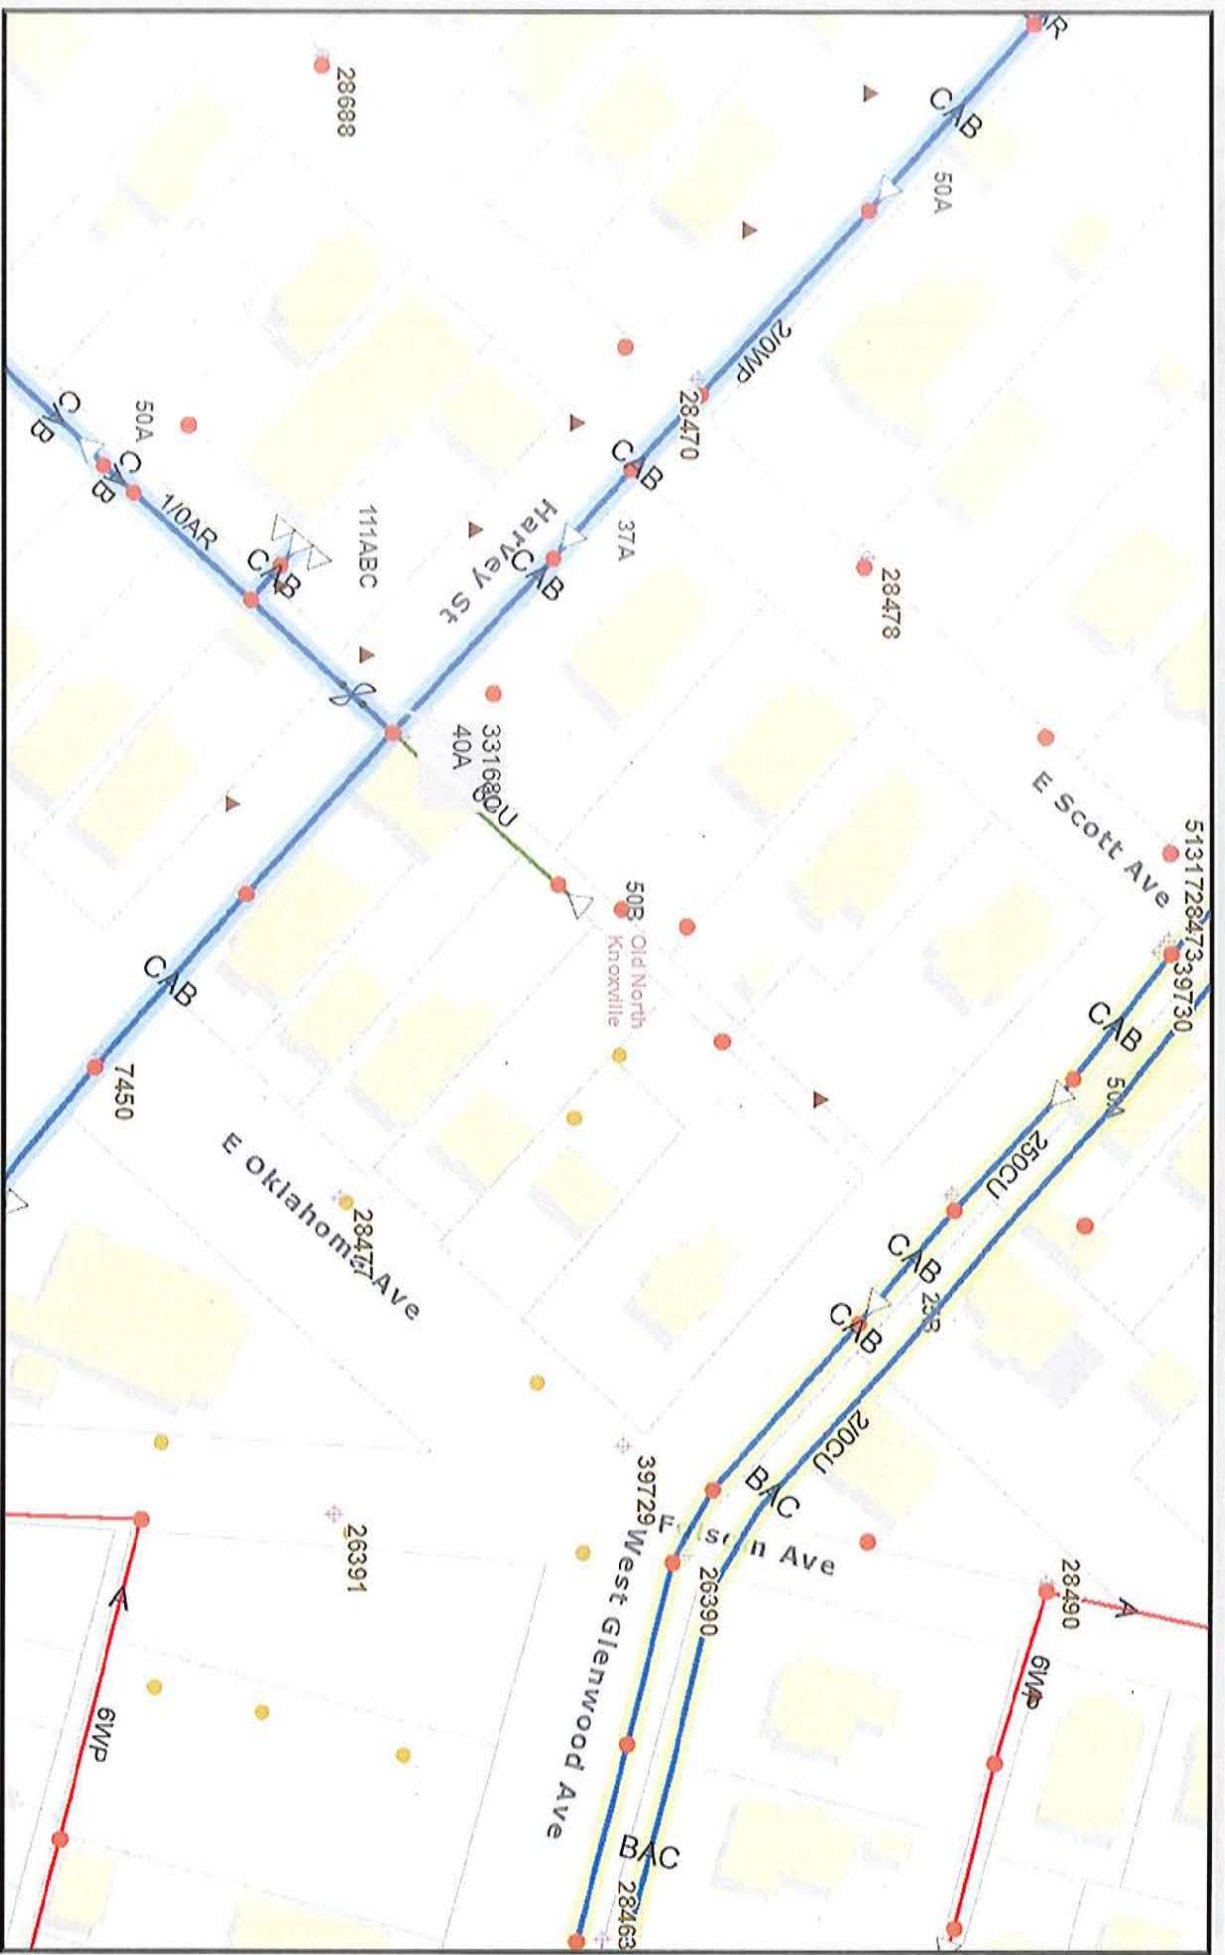 CAB
50A
28688
2/0WP
28470
CAB
37A
CAB
Harvey St
28478
C
B
50A
C
B
1/0AR
CAB
111ABC
40A
50B
Old North
Knoxville
E Scott Ave
39730
CAB
50A
250CU
CAB
CAB
2/0CU
BAC
CAB
7450
E Oklahoma Ave
28477
39729
West Glenwood Ave
n Ave
26390
28490
A
6WP
26391
A
6WP
BAC
28463